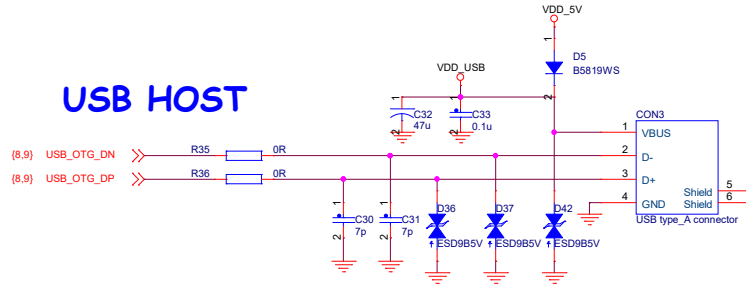 VDD_5V
1
D5
B5819WS
2
VDD_USB
USB HOST
1
C32
47u
2
1
C33
0.1u
2
CON3
1 VBUS
2 D-
3 D+
4 GND
Shield 5
Shield 6
USB type_A connector
{8,9} USB_OTG_DN R35 0R
{8,9} USB_OTG_DP R36 0R
1
C30
7p
2
1
C31
7p
2
D36
ESD9B5V
D37
ESD9B5V
D42
ESD9B5V